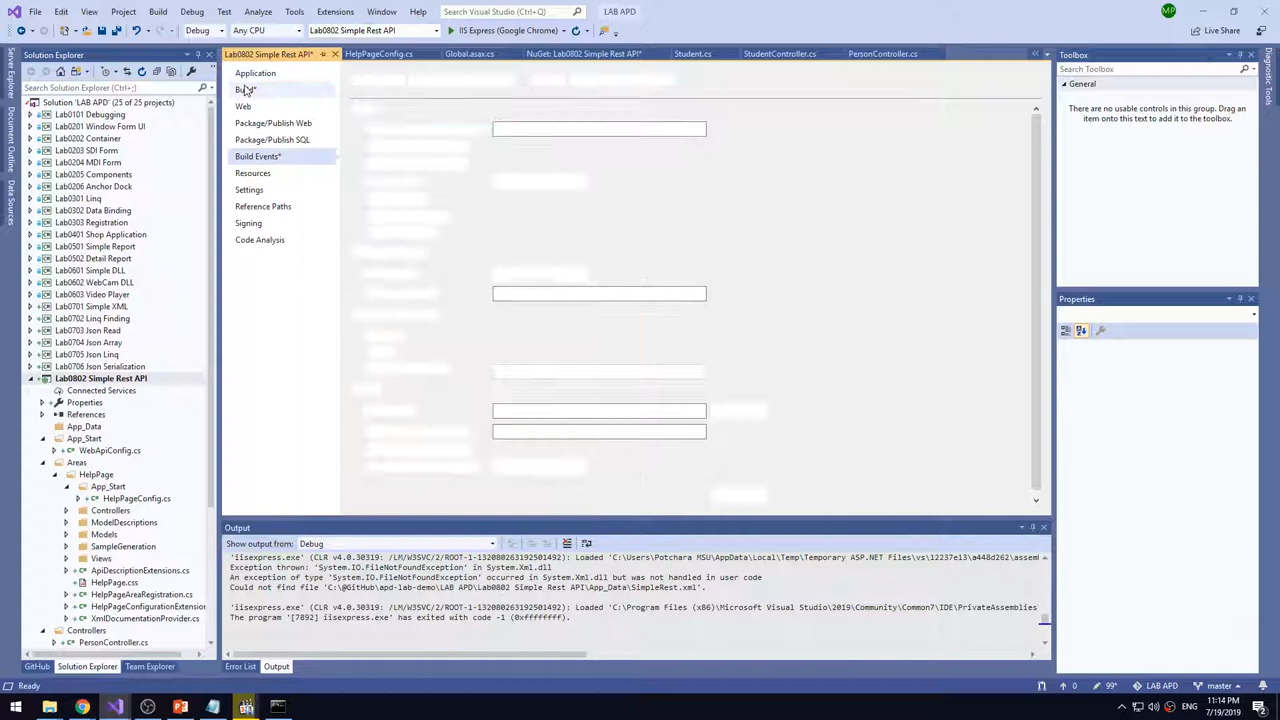 File Edit View Project Build Debug Test Analyze Tools Extensions Window Help Search Visual Studio (Ctrl+Q) LAB APD MP
Debug Any CPU Lab0802 Simple Rest API IIS Express (Google Chrome) Live Share
Server Explorer
Document Outline
Data Sources
Solution Explorer
Search Solution Explorer (Ctrl+;)
Solution 'LAB APD' (25 of 25 projects)
Lab0101 Debugging
Lab0201 Window Form UI
Lab0202 Container
Lab0203 SDI Form
Lab0204 MDI Form
Lab0205 Components
Lab0206 Anchor Dock
Lab0301 Linq
Lab0302 Data Binding
Lab0303 Registration
Lab0401 Shop Application
Lab0501 Simple Report
Lab0502 Detail Report
Lab0601 Simple DLL
Lab0602 WebCam DLL
Lab0603 Video Player
Lab0701 Simple XML
Lab0702 Linq Finding
Lab0703 Json Read
Lab0704 Json Array
Lab0705 Json Linq
Lab0706 Json Serialization
Lab0802 Simple Rest API
Connected Services
Properties
References
App_Data
App_Start
WebApiConfig.cs
Areas
HelpPage
App_Start
HelpPageConfig.cs
Controllers
ModelDescriptions
Models
SampleGeneration
Views
ApiDescriptionExtensions.cs
HelpPage.css
HelpPageAreaRegistration.cs
HelpPageConfigurationExtension
XmlDocumentationProvider.cs
Controllers
PersonController.cs
GitHub Solution Explorer Team Explorer
Lab0802 Simple Rest API* HelpPageConfig.cs Global.asax.cs NuGet: Lab0802 Simple Rest API* Student.cs StudentController.cs PersonController.cs
Application
Build*
Web
Package/Publish Web
Package/Publish SQL
Build Events*
Resources
Settings
Reference Paths
Signing
Code Analysis
Output
Show output from: Debug
'iisexpress.exe' (CLR v4.0.30319: /LM/W3SVC/2/ROOT-1-132080263192501492): Loaded 'C:\Users\Potchara MSU\AppData\Local\Temp\Temporary ASP.NET Files\vs\12237e13\a448d262\assem
Exception thrown: 'System.IO.FileNotFoundException' in System.Xml.dll
An exception of type 'System.IO.FileNotFoundException' occurred in System.Xml.dll but was not handled in user code
Could not find file 'C:\@GitHub\apd-lab-demo\LAB APD\Lab0802 Simple Rest API\App_Data\SimpleRest.xml'.
'iisexpress.exe' (CLR v4.0.30319: /LM/W3SVC/2/ROOT-1-132080263192501492): Loaded 'C:\Program Files (x86)\Microsoft Visual Studio\2019\Community\Common7\IDE\PrivateAssemblies
The program '[7892] iisexpress.exe' has exited with code -1 (0xffffffff).
Error List Output
Toolbox
Search Toolbox
General
There are no usable controls in this group. Drag an
item onto this text to add it to the toolbox.
Properties
Diagnostic Tools
Ready 0 99* LAB APD master 2
11:14 PM
7/19/2019